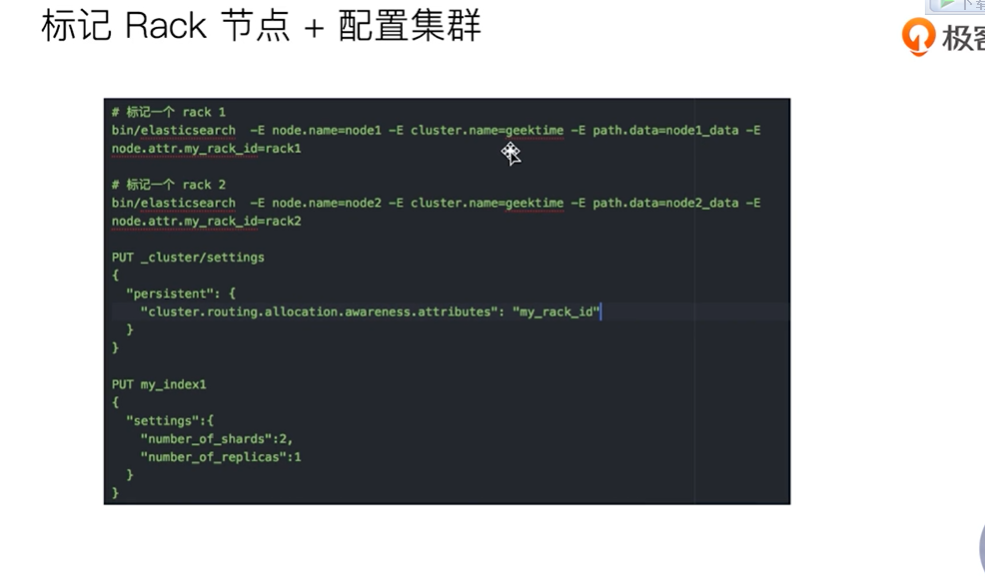 标记 Rack 节点 + 配置集群
极客
# 标记一个 rack 1
bin/elasticsearch  -E node.name=node1 -E cluster.name=geektime -E path.data=node1_data -E
node.attr.my_rack_id=rack1
# 标记一个 rack 2
bin/elasticsearch  -E node.name=node2 -E cluster.name=geektime -E path.data=node2_data -E
node.attr.my_rack_id=rack2
PUT _cluster/settings
{
  "persistent": {
    "cluster.routing.allocation.awareness.attributes": "my_rack_id"
  }
}
PUT my_index1
{
  "settings":{
    "number_of_shards":2,
    "number_of_replicas":1
  }
}